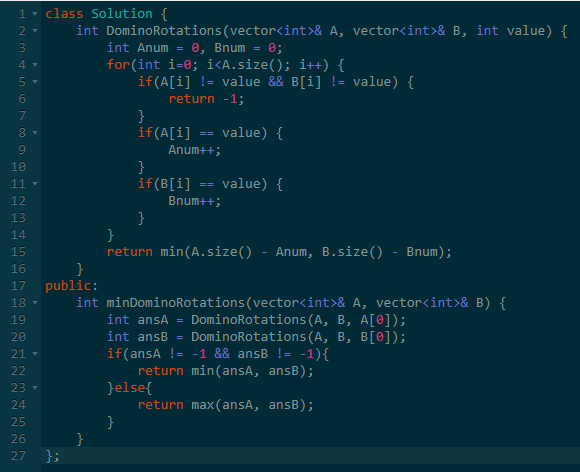 1 class Solution {
2     int DominoRotations(vector<int>& A, vector<int>& B, int value) {
3         int Anum = 0, Bnum = 0;
4         for(int i=0; i<A.size(); i++) {
5             if(A[i] != value && B[i] != value) {
6                 return -1;
7             }
8             if(A[i] == value) {
9                 Anum++;
10             }
11             if(B[i] == value) {
12                 Bnum++;
13             }
14         }
15         return min(A.size() - Anum, B.size() - Bnum);
16     }
17 public:
18     int minDominoRotations(vector<int>& A, vector<int>& B) {
19         int ansA = DominoRotations(A, B, A[0]);
20         int ansB = DominoRotations(A, B, B[0]);
21         if(ansA != -1 && ansB != -1){
22             return min(ansA, ansB);
23         }else{
24             return max(ansA, ansB);
25         }
26     }
27 };